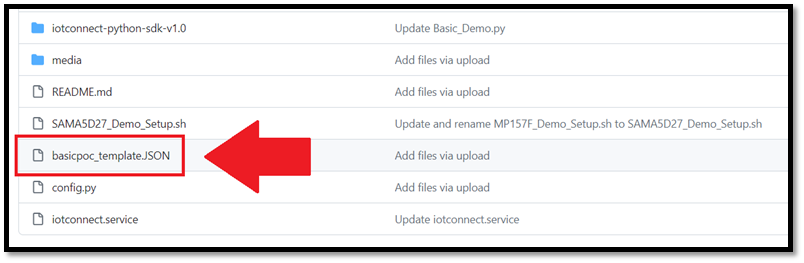 iotconnect-python-sdk-v1.0 Update Basic_Demo.py
media Add files via upload
README.md Add files via upload
SAMA5D27_Demo_Setup.sh Update and rename MP157F_Demo_Setup.sh to SAMA5D27_Demo_Setup.sh
basicpoc_template.JSON Add files via upload
config.py Add files via upload
iotconnect.service Update iotconnect.service